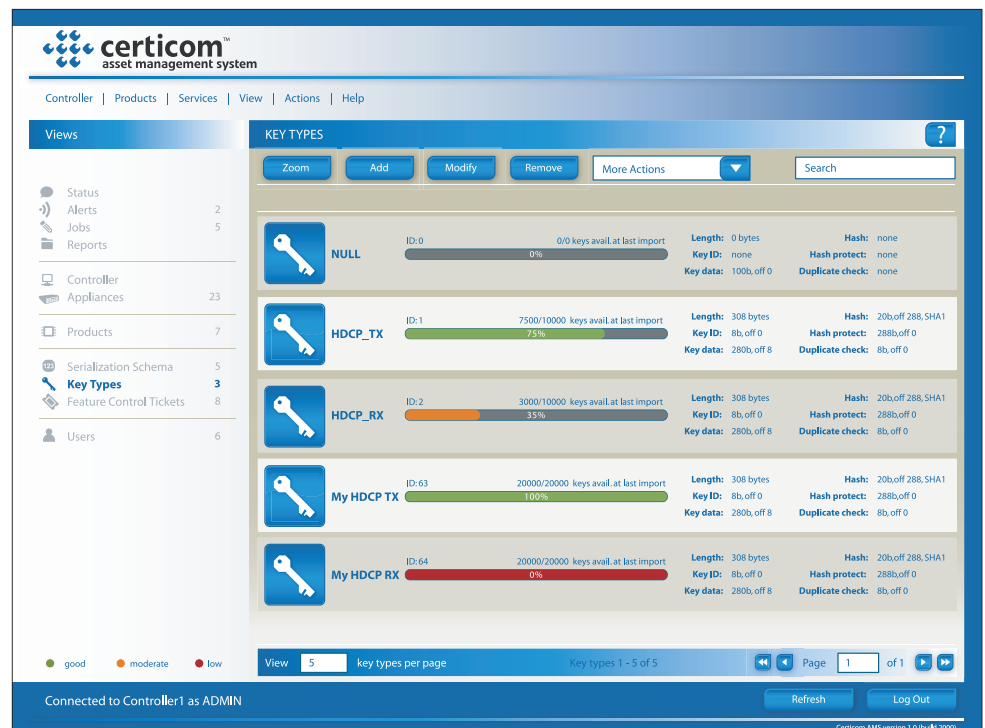 certicom™
asset management system
Controller | Products | Services | View | Actions | Help
Views
KEY TYPES
?
Zoom
Add
Modify
Remove
More Actions
Search
Status
Alerts 2
Jobs 5
Reports
Controller
Appliances 23
Products 7
123 Serialization Schema 5
Key Types 3
Feature Control Tickets 8
Users 6
NULL
ID: 0 0/0 keys avail. at last import
0%
Length: 0 bytes Hash: none
Key ID: none Hash protect: none
Key data: 100b, off 0 Duplicate check: none
HDCP_TX
ID: 1 7500/10000 keys avail. at last import
75%
Length: 308 bytes Hash: 20b,off 288, SHA1
Key ID: 8b, off 0 Hash protect: 288b,off 0
Key data: 280b, off 8 Duplicate check: 8b, off 0
HDCP_RX
ID: 2 3000/10000 keys avail. at last import
35%
Length: 308 bytes Hash: 20b,off 288, SHA1
Key ID: 8b, off 0 Hash protect: 288b,off 0
Key data: 280b, off 8 Duplicate check: 8b, off 0
My HDCP TX
ID: 63 20000/20000 keys avail. at last import
100%
Length: 308 bytes Hash: 20b,off 288, SHA1
Key ID: 8b, off 0 Hash protect: 288b,off 0
Key data: 280b, off 8 Duplicate check: 8b, off 0
My HDCP RX
ID: 64 20000/20000 keys avail. at last import
0%
Length: 308 bytes Hash: 20b,off 288, SHA1
Key ID: 8b, off 0 Hash protect: 288b,off 0
Key data: 280b, off 8 Duplicate check: 8b, off 0
good moderate low
View 5 key types per page
Key types 1 - 5 of 5
Page 1 of 1
Connected to Controller1 as ADMIN
Refresh
Log Out
Certicom AMS version 1.0 (build 2000)